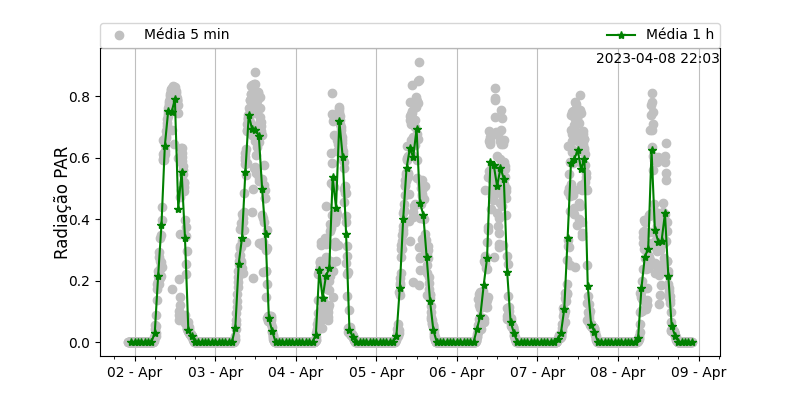 Média 5 min
Média 1 h
2023-04-08 22:03
Radiação PAR
0.8
0.6
0.4
0.2
0.0
02 - Apr
03 - Apr
04 - Apr
05 - Apr
06 - Apr
07 - Apr
08 - Apr
09 - Apr